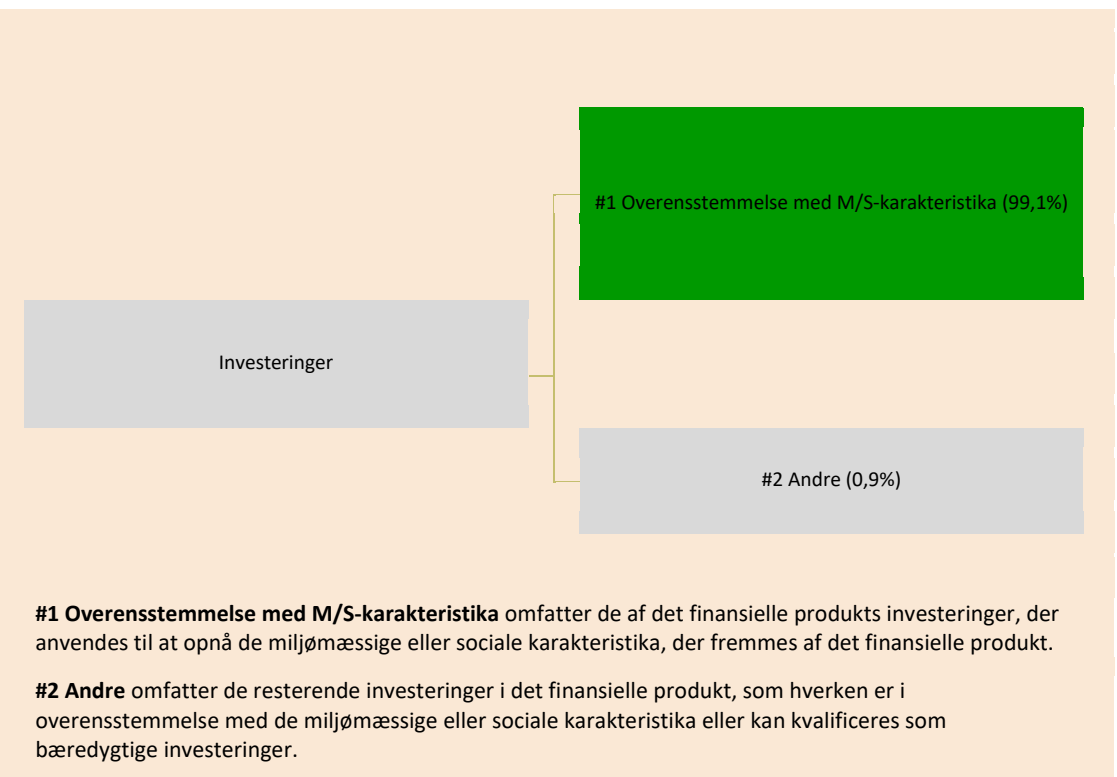 #1 Overensstemmelse med M/S-karakteristika (99,1%)
Investeringer
#2 Andre (0,9%)
#1 Overensstemmelse med M/S-karakteristika omfatter de af det finansielle produkts investeringer, der
anvendes til at opnå de miljømæssige eller sociale karakteristika, der fremmes af det finansielle produkt.
#2 Andre omfatter de resterende investeringer i det finansielle produkt, som hverken er i
overensstemmelse med de miljømæssige eller sociale karakteristika eller kan kvalificeres som
bæredygtige investeringer.